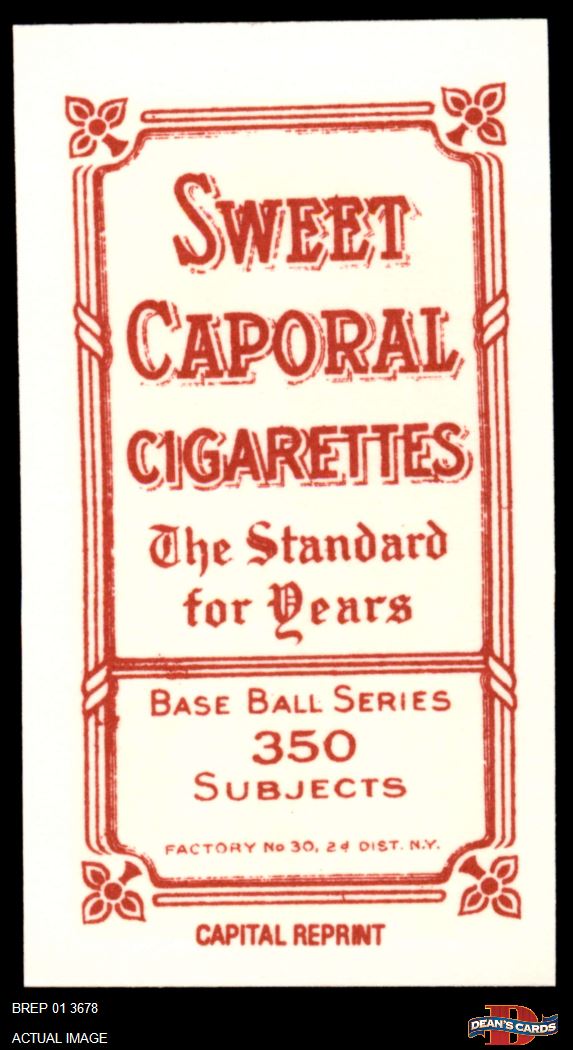 SWEET
CAPORAL
CIGARETTES
The Standard
for Years
BASE BALL SERIES
350
SUBJECTS
FACTORY No 30, 2d DIST. N.Y.
CAPITAL REPRINT
BREP 01 3678
ACTUAL IMAGE
D
DEAN'S CARDS